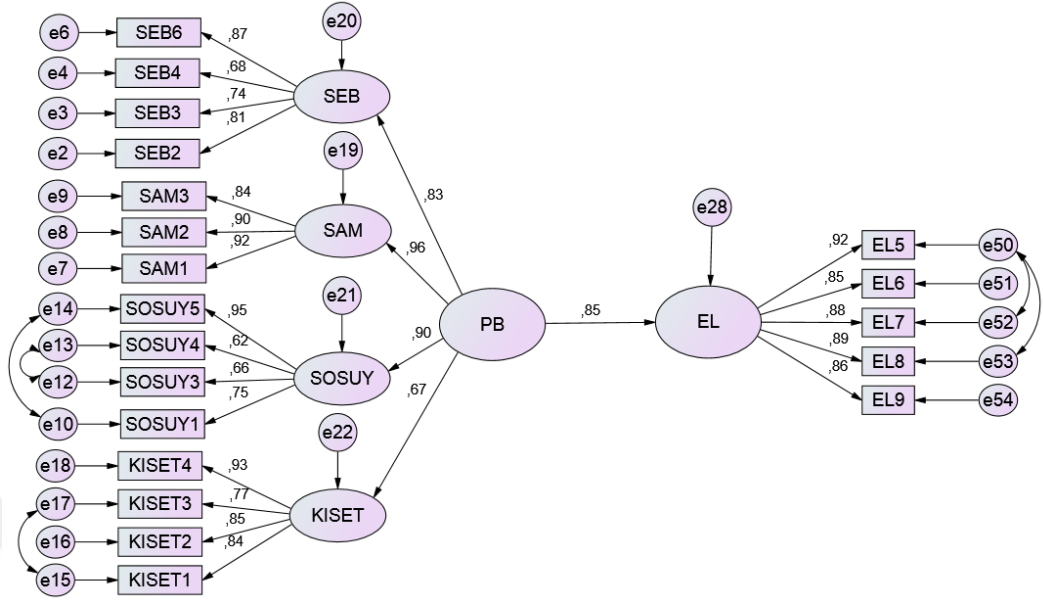 e20
e6 SEB6 ,87
e4 SEB4 ,68
SEB
e3 SEB3 ,74
e2 SEB2 ,81
e19
e9 SAM3 ,84
,83
e28
e8 SAM2 ,90
SAM
e7 SAM1 ,92
,96
,92 EL5 e50
,85 EL6 e51
e21
e14 SOSUY5 ,95
PB ,85 EL
,88 EL7 e52
e13 SOSUY4 ,62
,90
,89 EL8 e53
e12 SOSUY3 ,66
SOSUY
,86 EL9 e54
,75
,67
e10 SOSUY1
e22
e18 KISET4 ,93
e17 KISET3 ,77
KISET
e16 KISET2 ,85
e15 KISET1 ,84